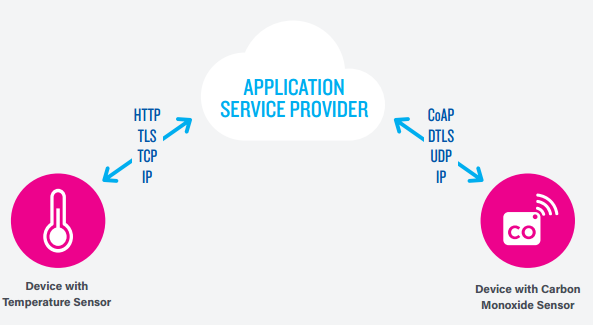 APPLICATION
SERVICE PROVIDER
HTTP
TLS
TCP
IP
CoAP
DTLS
UDP
IP
CO
Device with
Temperature Sensor
Device with Carbon
Monoxide Sensor